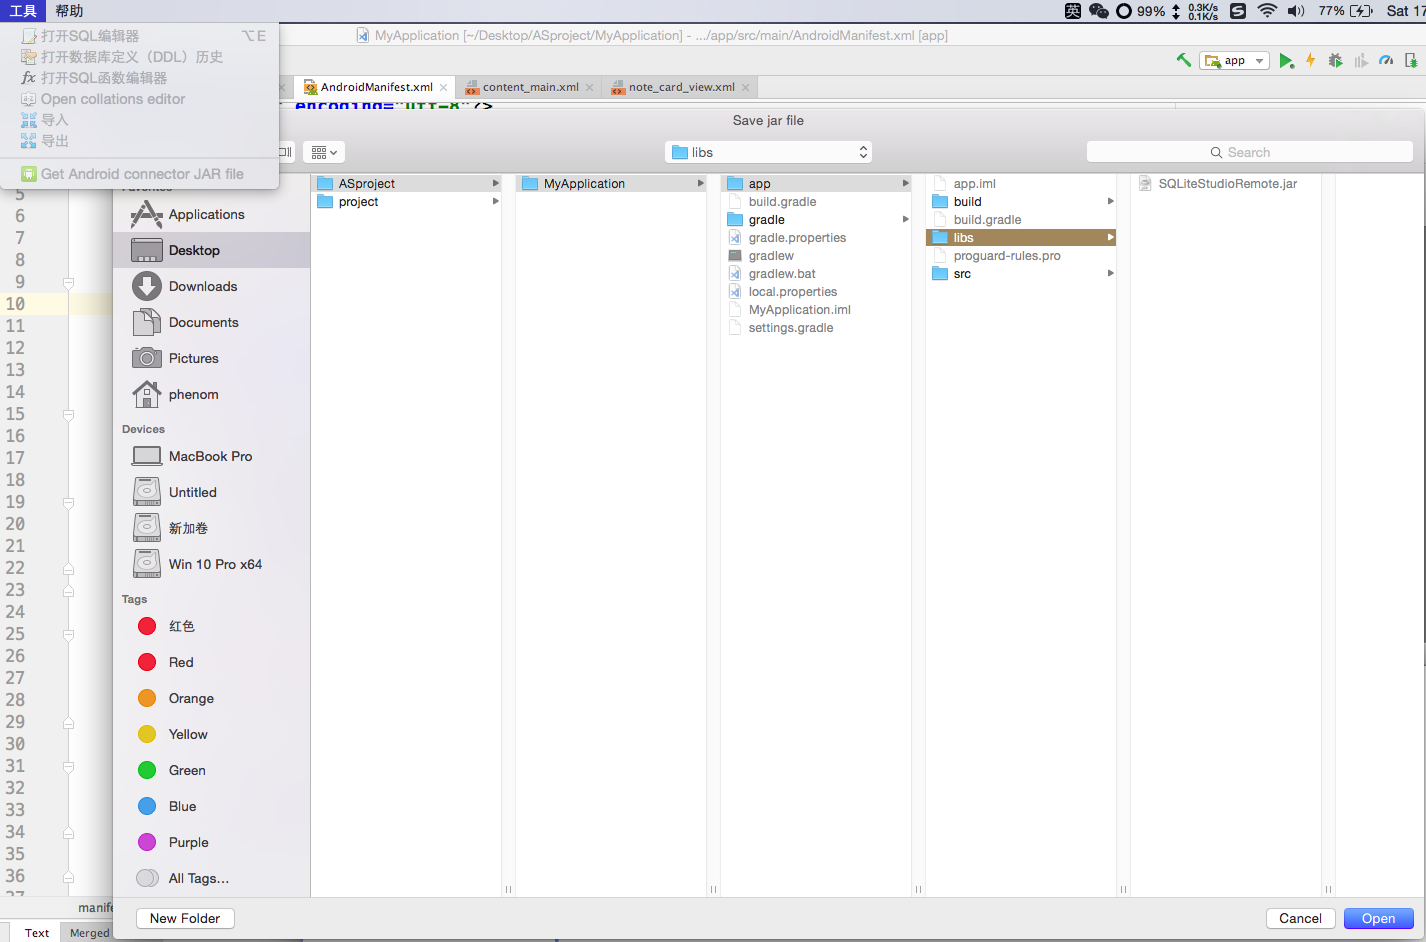 工具 帮助
英 99% 0.3K/s 0.1K/s 77% Sat 17
打开SQL编辑器 ⌥E
打开数据库定义（DDL）历史
fx 打开SQL函数编辑器
Open collations editor
导入
导出
Get Android connector JAR file
MyApplication [~/Desktop/ASproject/MyApplication] - .../app/src/main/AndroidManifest.xml [app]
app
AndroidManifest.xml
content_main.xml
note_card_view.xml
encoding="utf-8"?>
Save jar file
libs
Search
Favorites
Applications
Desktop
Downloads
Documents
Pictures
phenom
Devices
MacBook Pro
Untitled
新加卷
Win 10 Pro x64
Tags
红色
Red
Orange
Yellow
Green
Blue
Purple
All Tags...
ASproject
project
MyApplication
app
build.gradle
gradle
gradle.properties
gradlew
gradlew.bat
local.properties
MyApplication.iml
settings.gradle
app.iml
build
build.gradle
libs
proguard-rules.pro
src
SQLiteStudioRemote.jar
5
6
7
8
9
10
11
12
13
14
15
16
17
18
19
20
21
22
23
24
25
26
27
28
29
30
31
32
33
34
35
36
37
manife
Text
Merged
New Folder
Cancel
Open